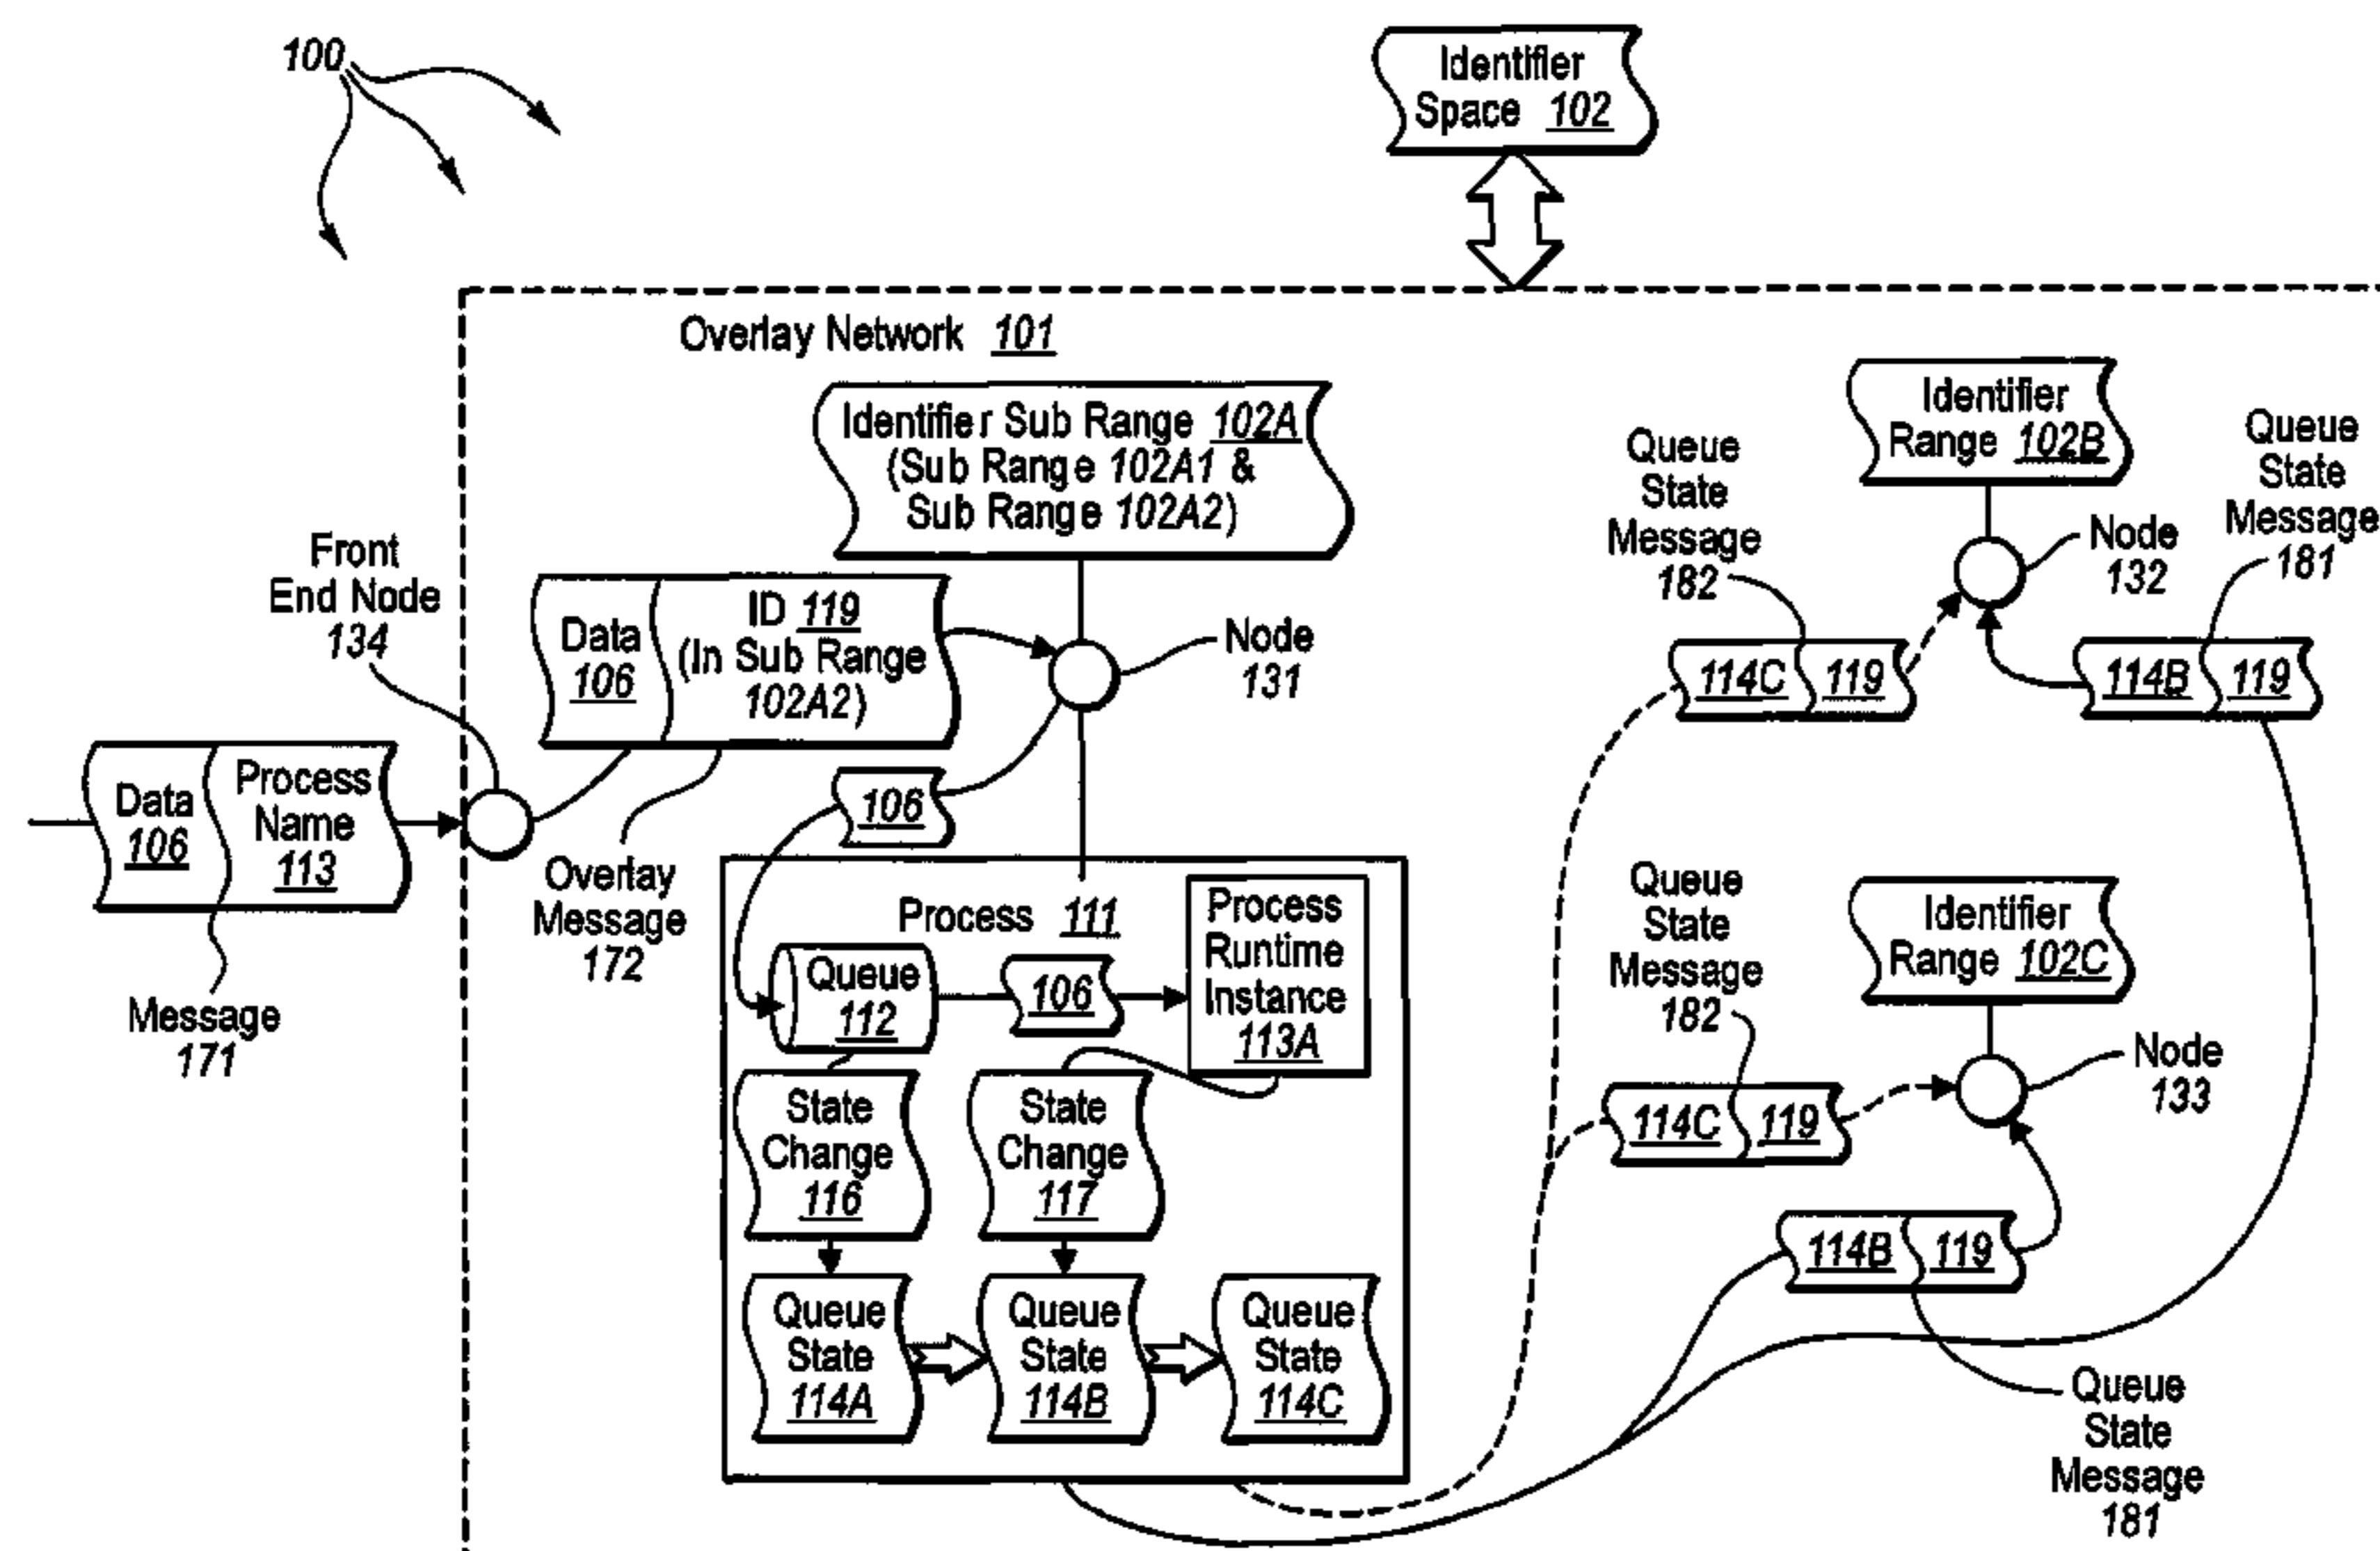 100
Identifier
Space 102
Overlay Network 101
Identifier Sub Range 102A
(Sub Range 102A1 &
Sub Range 102A2)
Identifier
Range 102B
Queue
State
Message
181
Queue
State
Message
182
Node
132
114C 119
114B 119
Front
End Node
134
Data
106
ID 119
(In Sub Range
102A2)
Node
131
Data
106
Process
Name
113
Message
171
106
Overlay
Message
172
Process 111
Process
Runtime
Instance
113A
Queue
112
106
State
Change
116
State
Change
117
Queue
State
114A
Queue
State
114B
Queue
State
114C
Queue
State
Message
182
Identifier
Range 102C
Node
133
114C 119
114B 119
Queue
State
Message
181